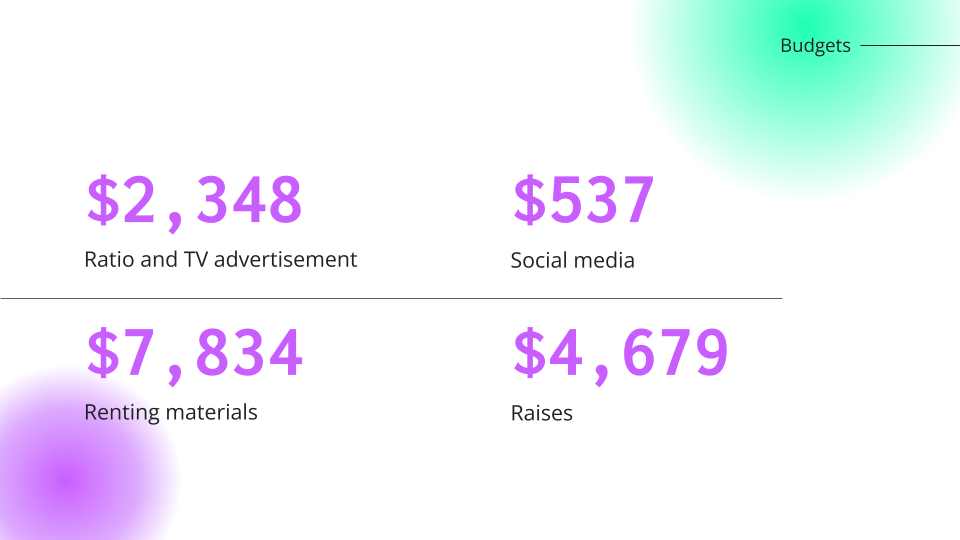 Budgets
$2,348
Ratio and TV advertisement
$537
Social media
$7,834
Renting materials
$4,679
Raises